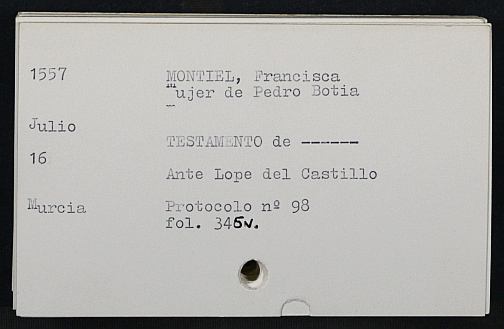 1557 MONTIEL, Francisca
Mujer de Pedro Botia
Julio
TESTAMENTO de ------
16
Ante Lope del Castillo
Murcia Protocolo nº 98
fol. 345v.